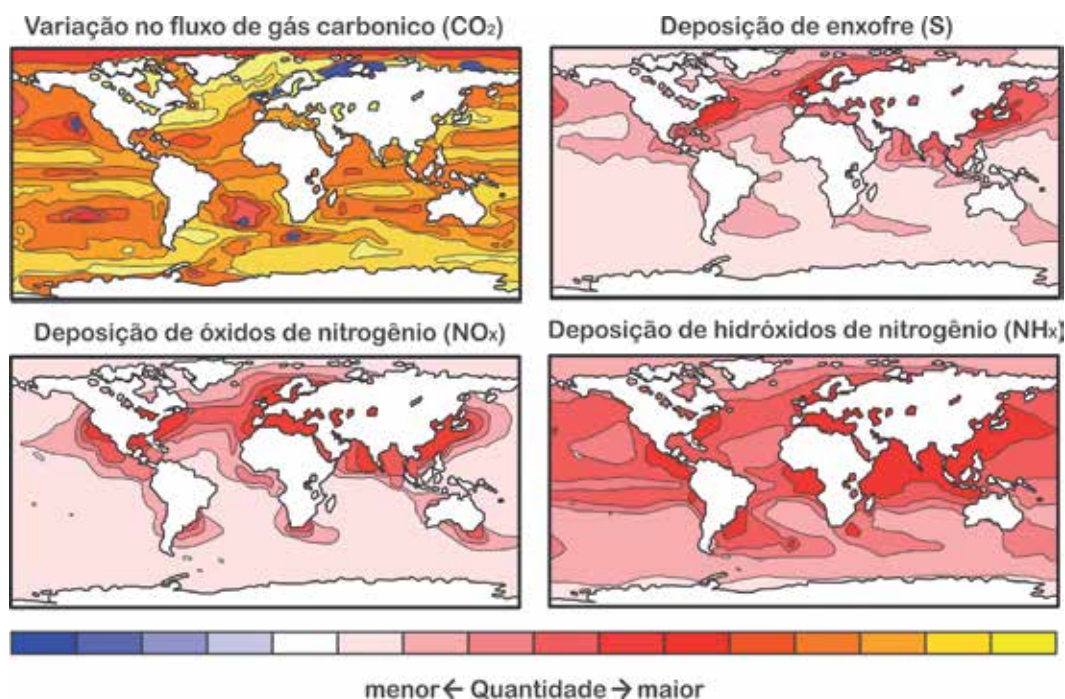 Variação no fluxo de gás carbonico (CO₂)
Deposição de enxofre (S)
Deposição de óxidos de nitrogênio (NOx)
Deposição de hidróxidos de nitrogênio (NHx)
menor ← Quantidade → maior